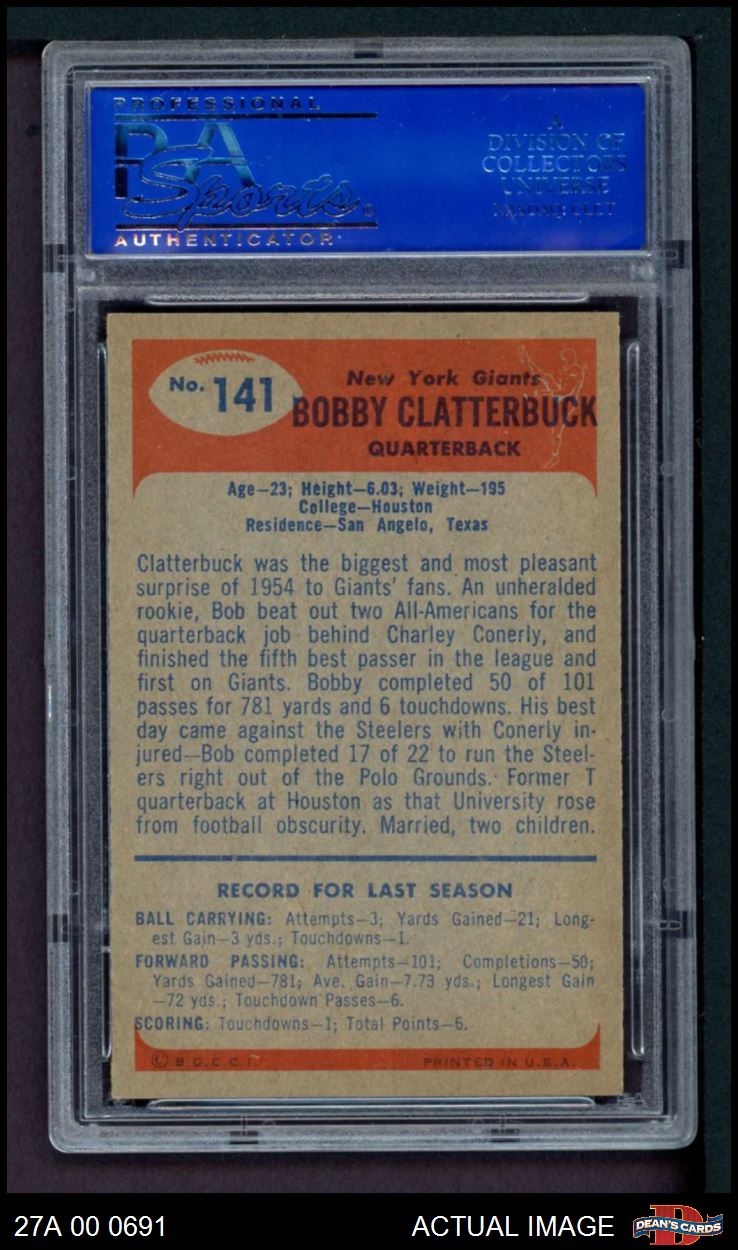 PROFESSIONAL
PSA
Sports
AUTHENTICATOR
A
DIVISION OF
COLLECTORS
UNIVERSE
NASDAQ: CLCT
No. 141
New York Giants
BOBBY CLATTERBUCK
QUARTERBACK
Age—23; Height—6.03; Weight—195
College—Houston
Residence—San Angelo, Texas
Clatterbuck was the biggest and most pleasant
surprise of 1954 to Giants' fans. An unheralded
rookie, Bob beat out two All-Americans for the
quarterback job behind Charley Conerly, and
finished the fifth best passer in the league and
first on Giants. Bobby completed 50 of 101
passes for 781 yards and 6 touchdowns. His best
day came against the Steelers with Conerly in-
jured—Bob completed 17 of 22 to run the Steel-
ers right out of the Polo Grounds. Former T
quarterback at Houston as that University rose
from football obscurity. Married, two children.
RECORD FOR LAST SEASON
BALL CARRYING: Attempts—3; Yards Gained—21; Long-
est Gain—3 yds.; Touchdowns—1.
FORWARD PASSING: Attempts—101; Completions—50;
Yards Gained—781; Ave. Gain—7.73 yds.; Longest Gain
—72 yds.; Touchdown Passes—6.
SCORING: Touchdowns—1; Total Points—6.
© B.G.C.C.I.
PRINTED IN U.S.A.
27A 00 0691
ACTUAL IMAGE
D
DEAN'S CARDS